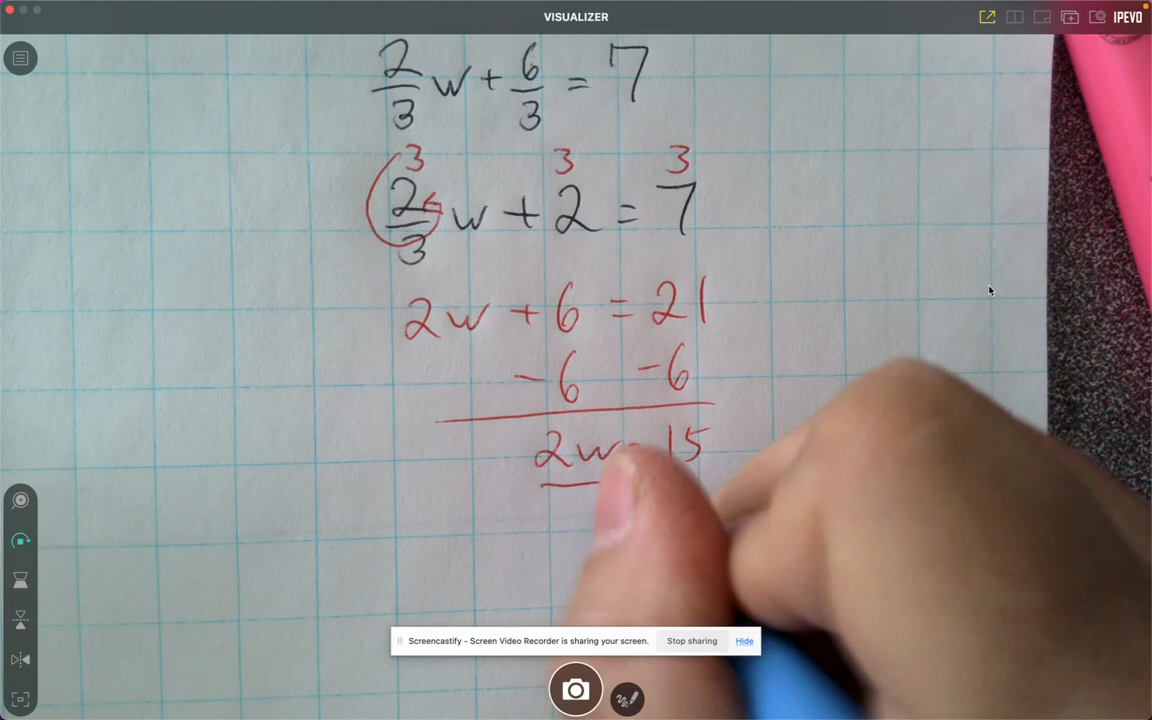 VISUALIZER
IPEVO
2/3 w + 6/3 = 7
3 3 3
2/3 w + 2 = 7
2w + 6 = 21
-6 -6
2w = 15
Screencastify - Screen Video Recorder is sharing your screen. Stop sharing Hide